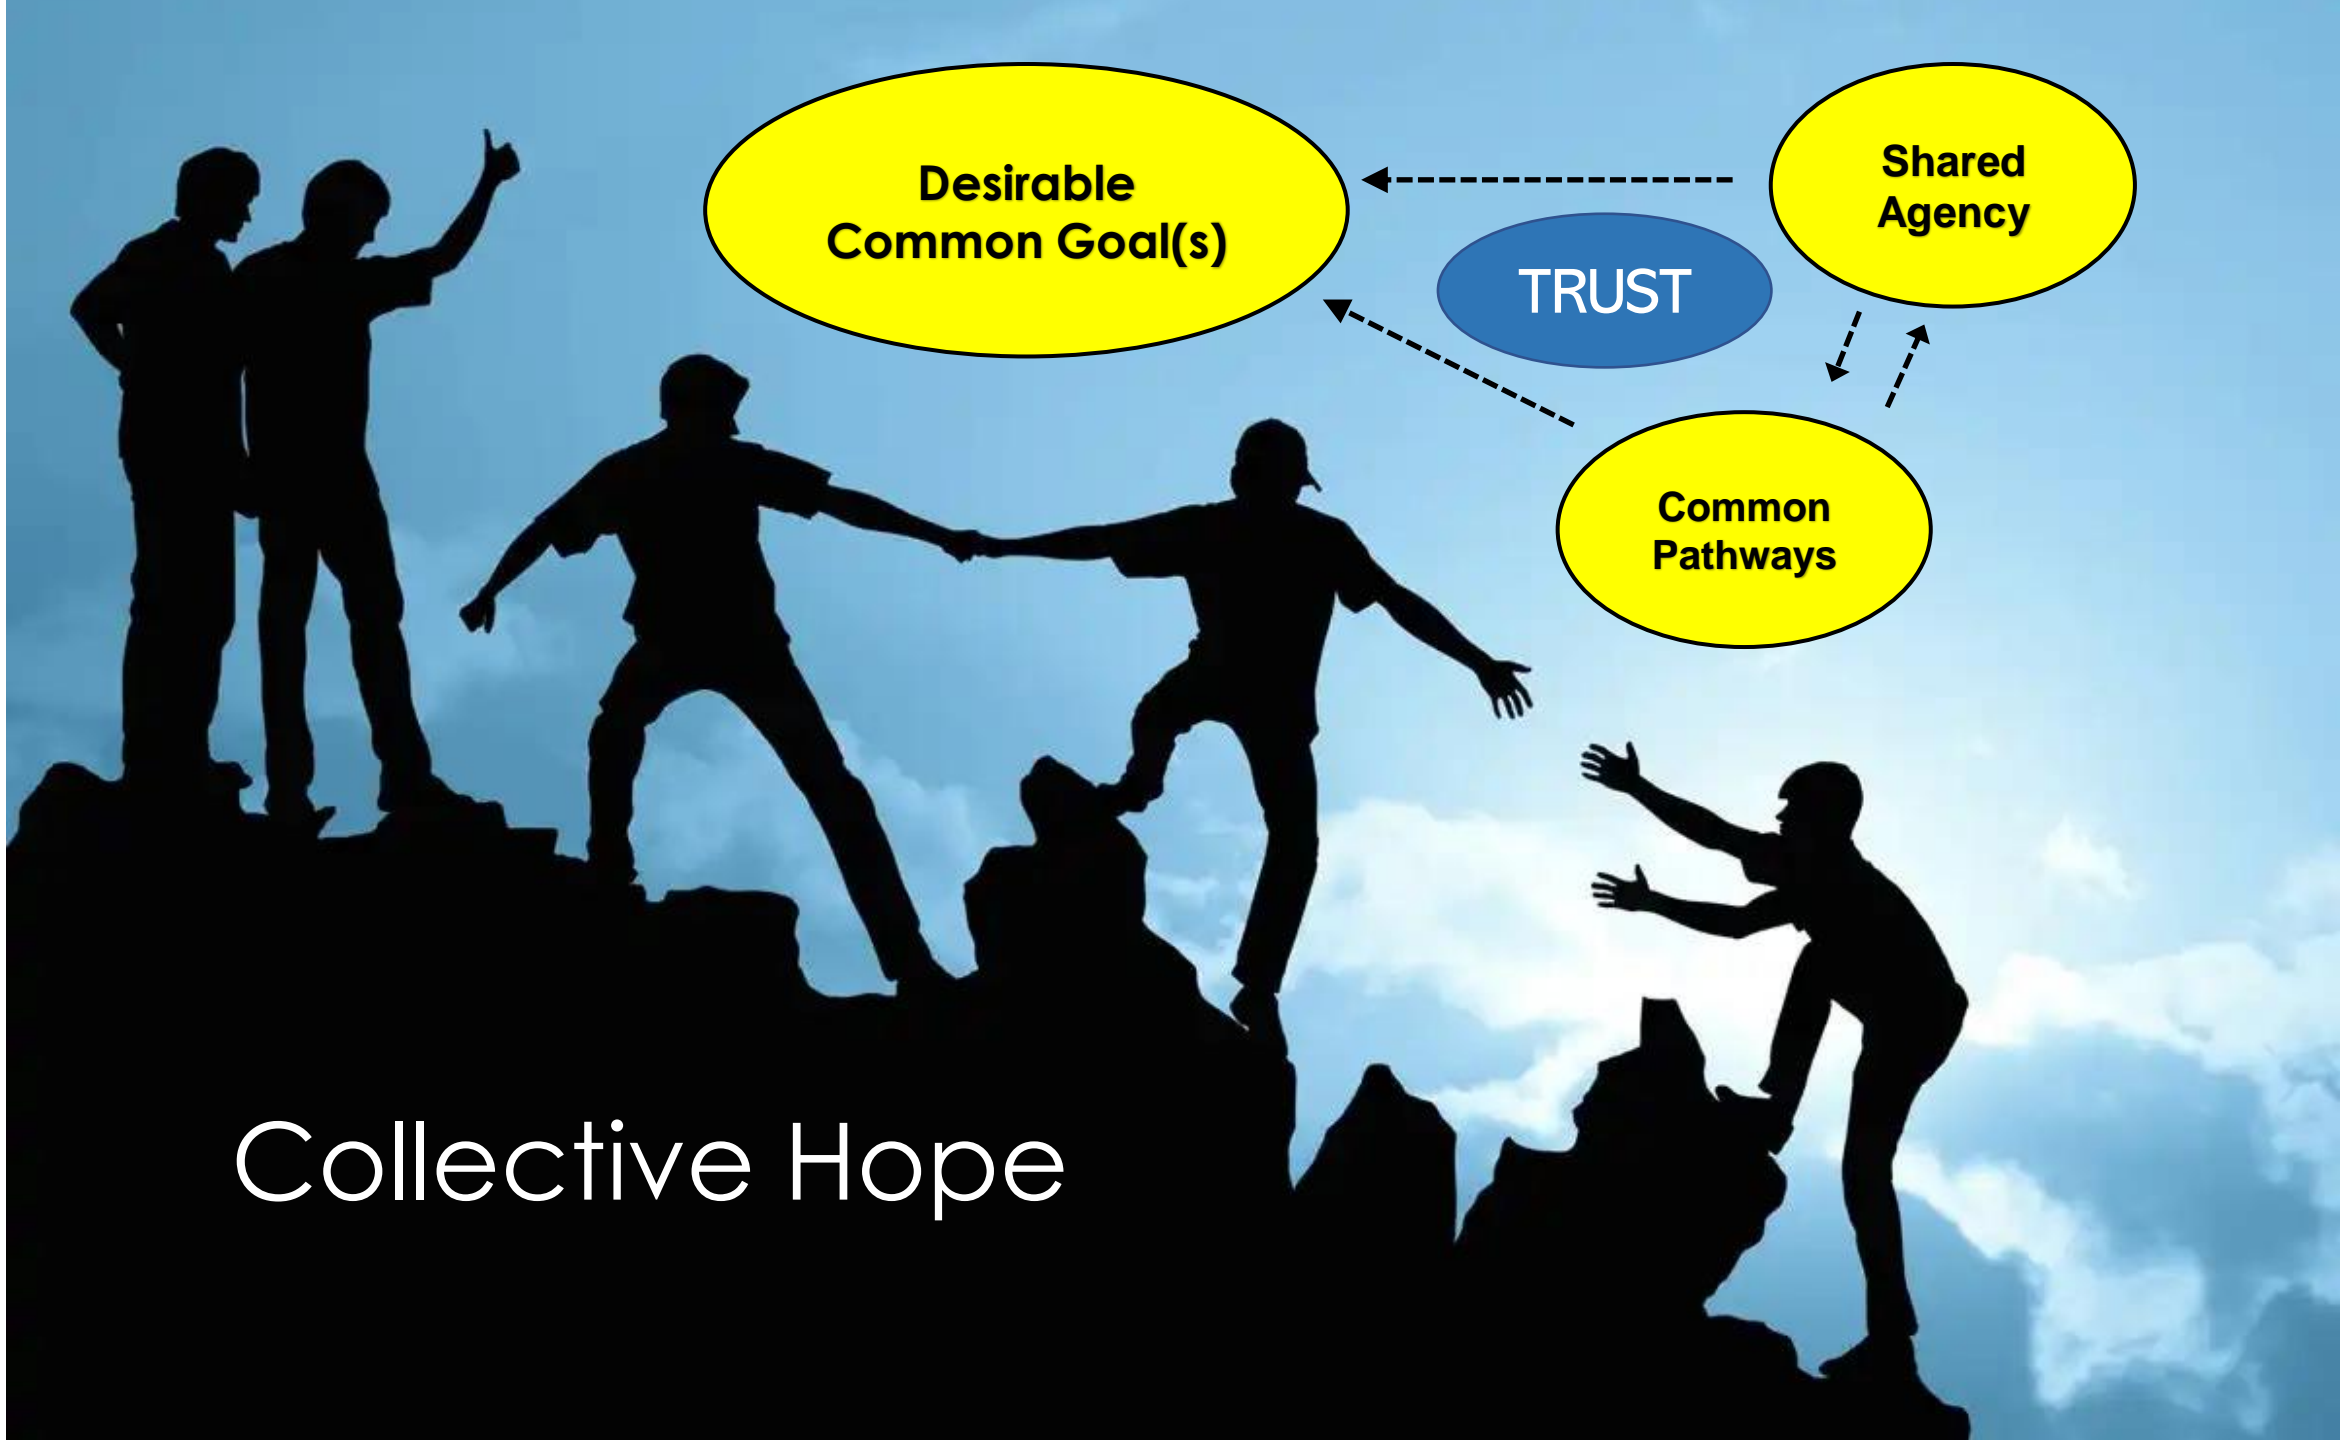 Desirable
Common Goal(s)
Shared
Agency
TRUST
Common
Pathways
Collective Hope